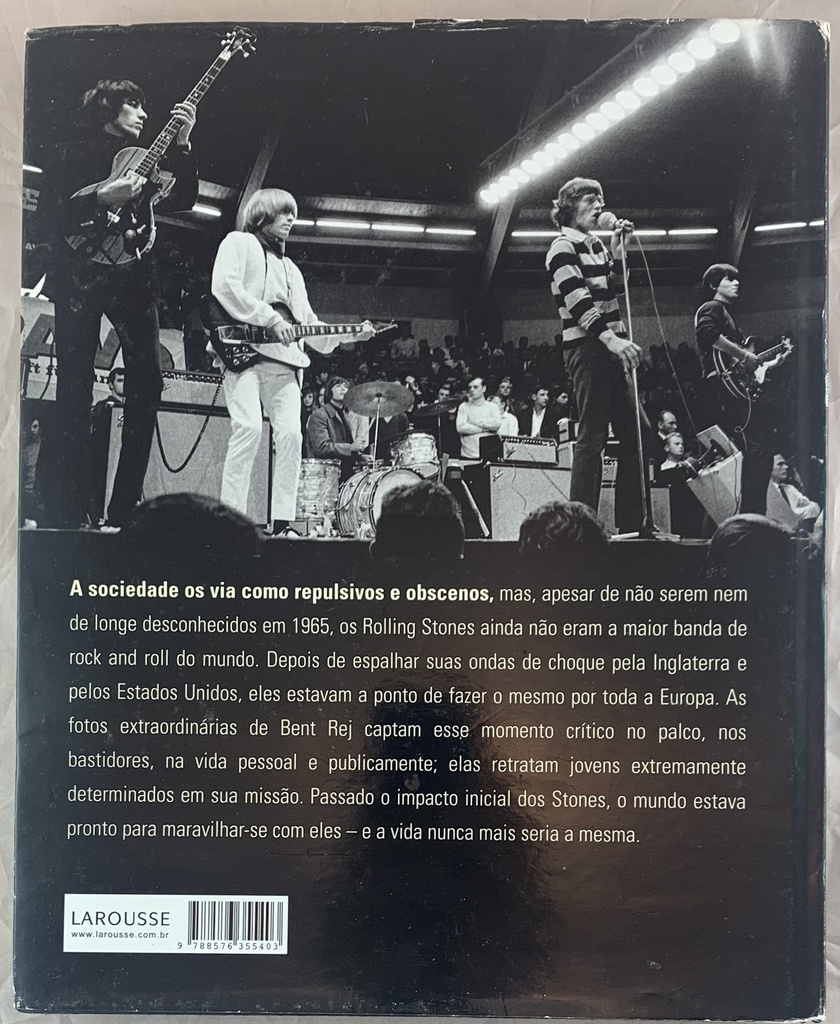 A sociedade os via como repulsivos e obscenos, mas, apesar de não serem nem
de longe desconhecidos em 1965, os Rolling Stones ainda não eram a maior banda de
rock and roll do mundo. Depois de espalhar suas ondas de choque pela Inglaterra e
pelos Estados Unidos, eles estavam a ponto de fazer o mesmo por toda a Europa. As
fotos extraordinárias de Bent Rej captam esse momento crítico no palco, nos
bastidores, na vida pessoal e publicamente; elas retratam jovens extremamente
determinados em sua missão. Passado o impacto inicial dos Stones, o mundo estava
pronto para maravilhar-se com eles – e a vida nunca mais seria a mesma.
LAROUSSE
www.larousse.com.br
9 788576 355403